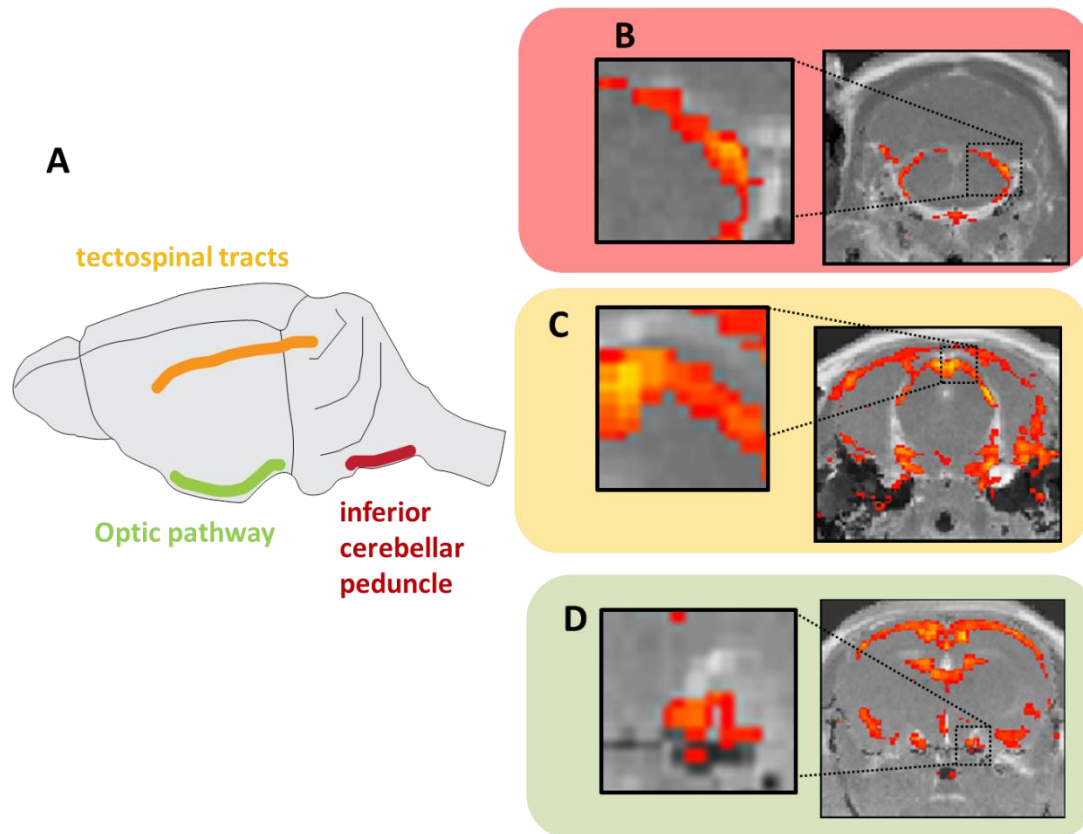 A
tectospinal tracts
Optic pathway
inferior
cerebellar
peduncle
B
C
D